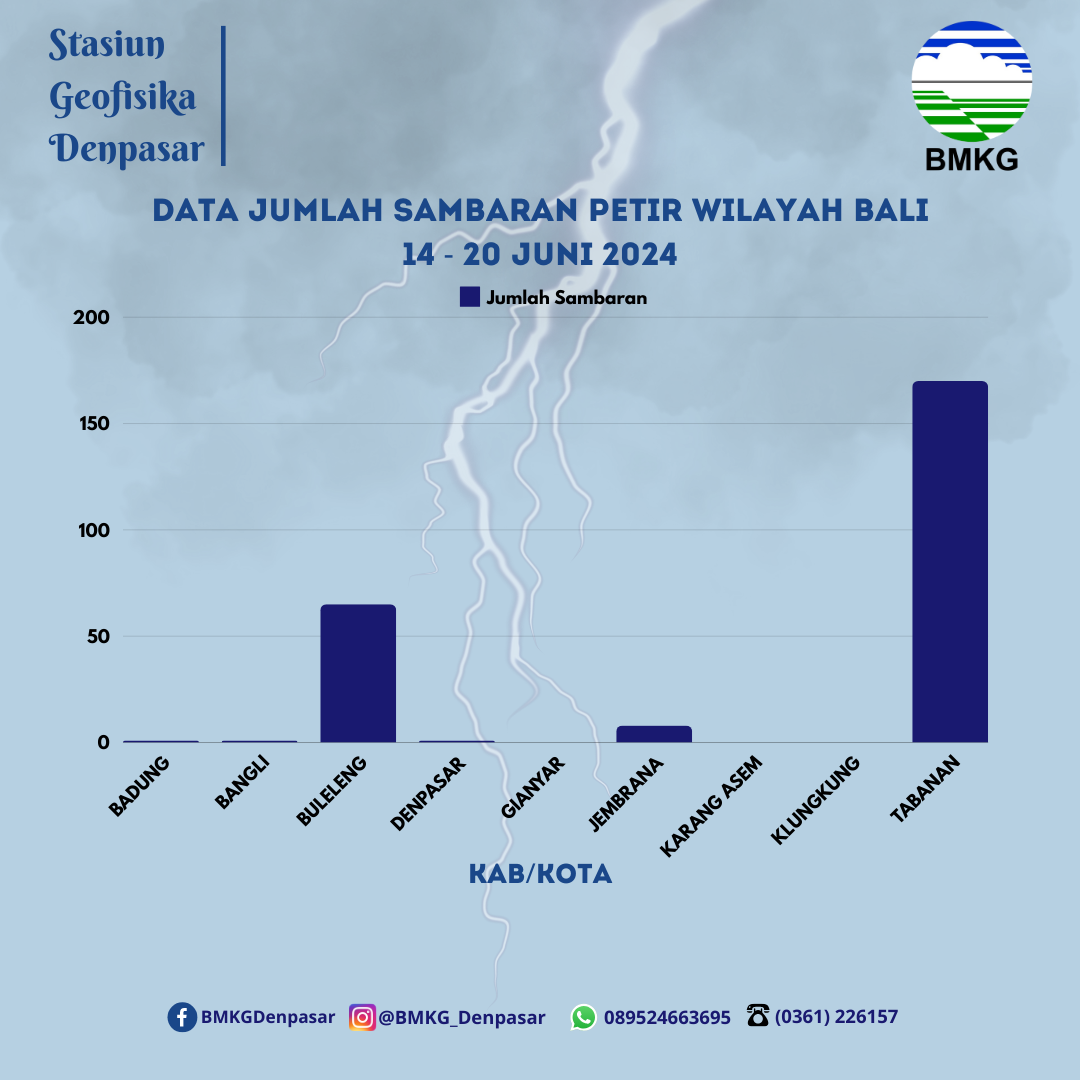 Stasiun
Geofisika
Denpasar
BMKG
DATA JUMLAH SAMBARAN PETIR WILAYAH BALI
14 - 20 JUNI 2024
Jumlah Sambaran
200
150
100
50
0
BADUNG
BANGLI
BULELENG
DENPASAR
GIANYAR
JEMBRANA
KARANG ASEM
KLUNGKUNG
TABANAN
KAB/KOTA
BMKGDenpasar @BMKG_Denpasar 089524663695 (0361) 226157